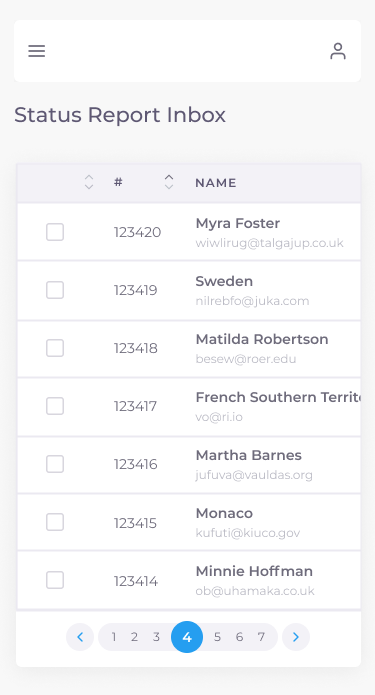 Status Report Inbox
# NAME
123420 Myra Foster
wiwlirug@talgajup.co.uk
123419 Sweden
nilrebfo@juka.com
123418 Matilda Robertson
besew@roer.edu
123417 French Southern Territo
vo@ri.io
123416 Martha Barnes
jufuva@vauldas.org
123415 Monaco
kufuti@kiuco.gov
123414 Minnie Hoffman
ob@uhamaka.co.uk
1 2 3 4 5 6 7